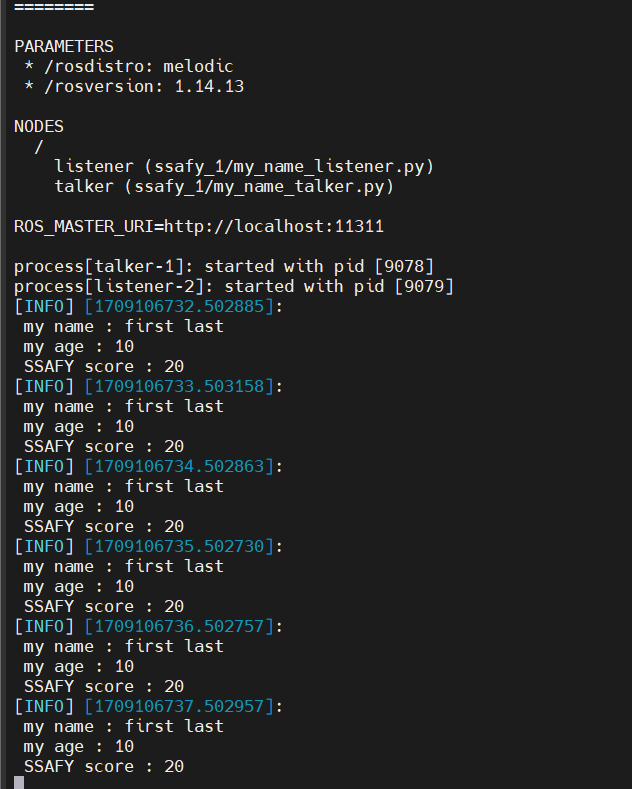 ========
PARAMETERS
* /rosdistro: melodic
* /rosversion: 1.14.13
NODES
/
listener (ssafy_1/my_name_listener.py)
talker (ssafy_1/my_name_talker.py)
ROS_MASTER_URI=http://localhost:11311
process[talker-1]: started with pid [9078]
process[listener-2]: started with pid [9079]
[INFO] [1709106732.502885]:
my name : first last
my age : 10
SSAFY score : 20
[INFO] [1709106733.503158]:
my name : first last
my age : 10
SSAFY score : 20
[INFO] [1709106734.502863]:
my name : first last
my age : 10
SSAFY score : 20
[INFO] [1709106735.502730]:
my name : first last
my age : 10
SSAFY score : 20
[INFO] [1709106736.502757]:
my name : first last
my age : 10
SSAFY score : 20
[INFO] [1709106737.502957]:
my name : first last
my age : 10
SSAFY score : 20